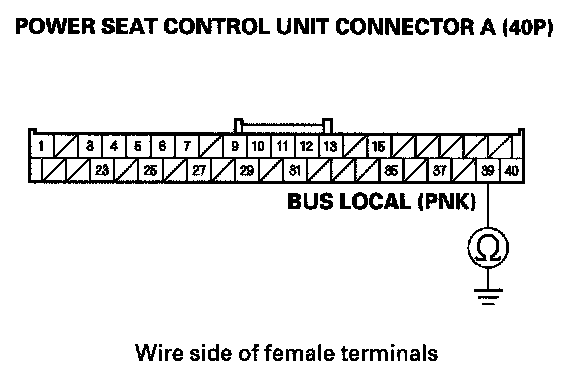 POWER SEAT CONTROL UNIT CONNECTOR A (40P)
1 3 4 5 6 7 9 10 11 12 13 15
23 25 27 29 31 35 37 39 40
BUS LOCAL (PNK)
Ω
Wire side of female terminals